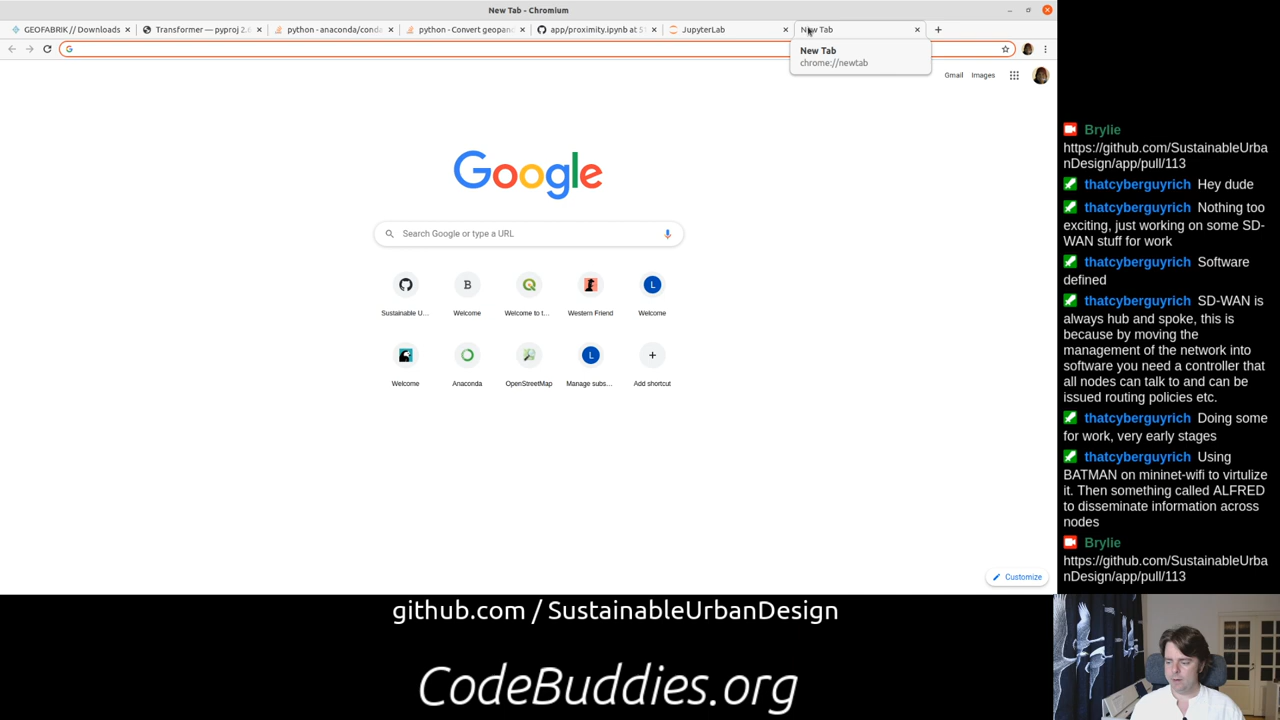 New Tab - Chromium
GEOFABRIK // Downloads
Transformer — pyproj 2.6
python - anaconda/conda
python - Convert geopand
app/proximity.ipynb at 51
JupyterLab
New Tab
New Tab
chrome://newtab
Gmail
Images
Google
Search Google or type a URL
Sustainable U...
Welcome
Welcome to t...
Western Friend
Welcome
Welcome
Anaconda
OpenStreetMap
Manage subs...
Add shortcut
Customize
Brylie
https://github.com/SustainableUrba
nDesign/app/pull/113
thatcyberguyrich Hey dude
thatcyberguyrich Nothing too
exciting, just working on some SD-
WAN stuff for work
thatcyberguyrich Software
defined
thatcyberguyrich SD-WAN is
always hub and spoke, this is
because by moving the
management of the network into
software you need a controller that
all nodes can talk to and can be
issued routing policies etc.
thatcyberguyrich Doing some
for work, very early stages
thatcyberguyrich Using
BATMAN on mininet-wifi to virtulize
it. Then something called ALFRED
to disseminate information across
nodes
Brylie
https://github.com/SustainableUrba
nDesign/app/pull/113
github.com / SustainableUrbanDesign
CodeBuddies.org